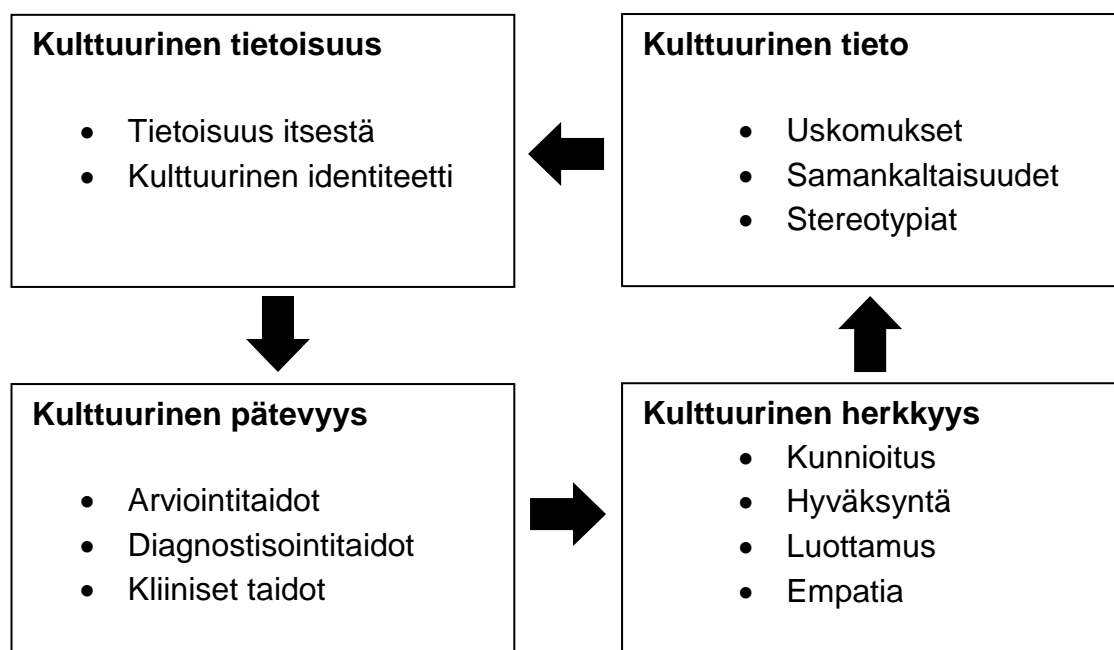 Kulttuurinen tietoisuus
• Tietoisuus itsestä
• Kulttuurinen identiteetti
Kulttuurinen tieto
• Uskomukset
• Samankaltaisuudet
• Stereotypiat
Kulttuurinen pätevyys
• Arviointitaidot
• Diagnostisointitaidot
• Kliiniset taidot
Kulttuurinen herkkyys
• Kunnioitus
• Hyväksyntä
• Luottamus
• Empatia